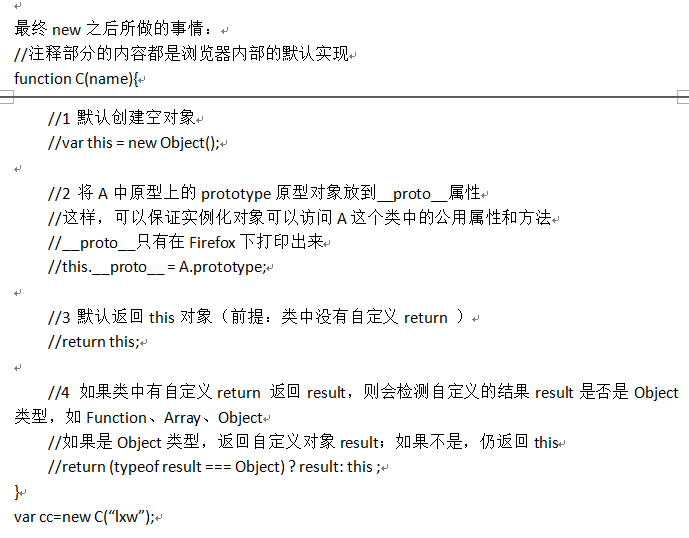 最终 new 之后所做的事情：
//注释部分的内容都是浏览器内部的默认实现
function C(name){
//1 默认创建空对象
//var this = new Object();
//2 将 A 中原型上的 prototype 原型对象放到__proto__属性
//这样，可以保证实例化对象可以访问 A 这个类中的公用属性和方法
//__proto__只有在 Firefox 下打印出来
//this.__proto__ = A.prototype;
//3 默认返回 this 对象（前提：类中没有自定义 return ）
//return this;
//4 如果类中有自定义 return 返回 result，则会检测自定义的结果 result 是否是 Object
类型，如 Function、Array、Object
//如果是 Object 类型，返回自定义对象 result；如果不是，仍返回 this
//return (typeof result === Object) ? result: this ;
}
var cc=new C(“lxw”);